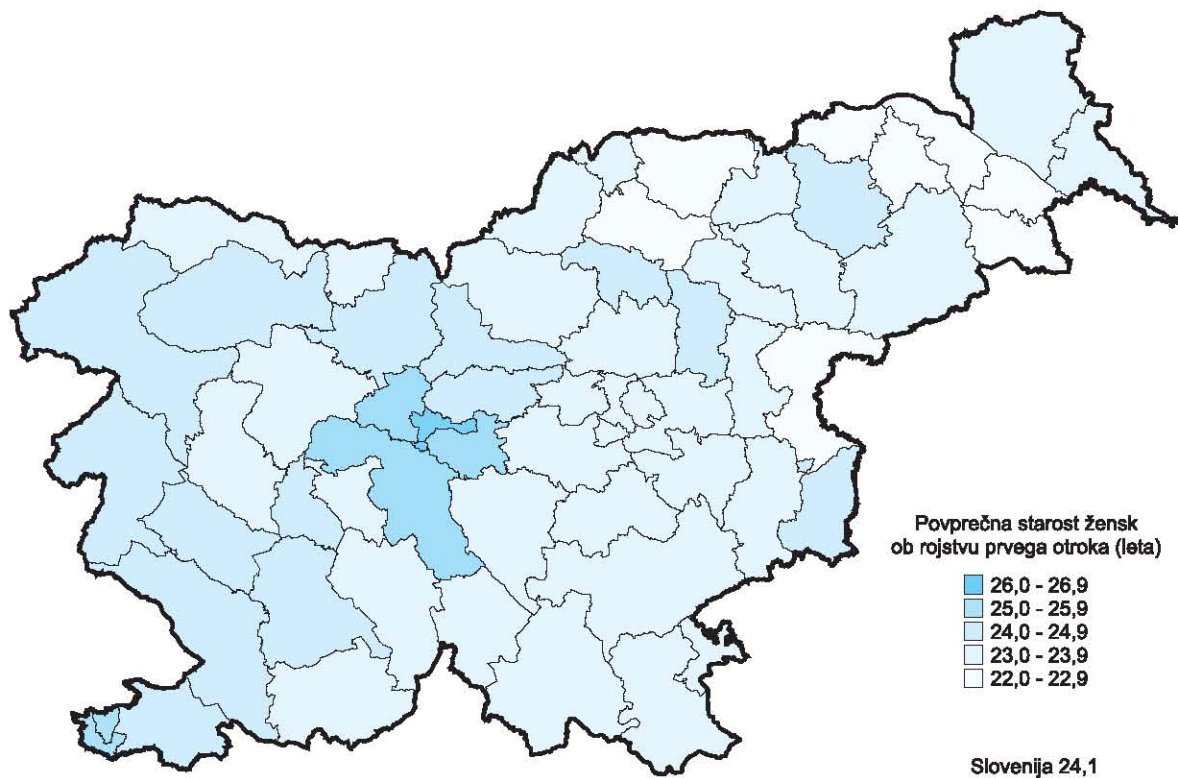 Povprečna starost žensk
ob rojstvu prvega otroka (leta)
26,0 - 26,9
25,0 - 25,9
24,0 - 24,9
23,0 - 23,9
22,0 - 22,9
Slovenija 24,1